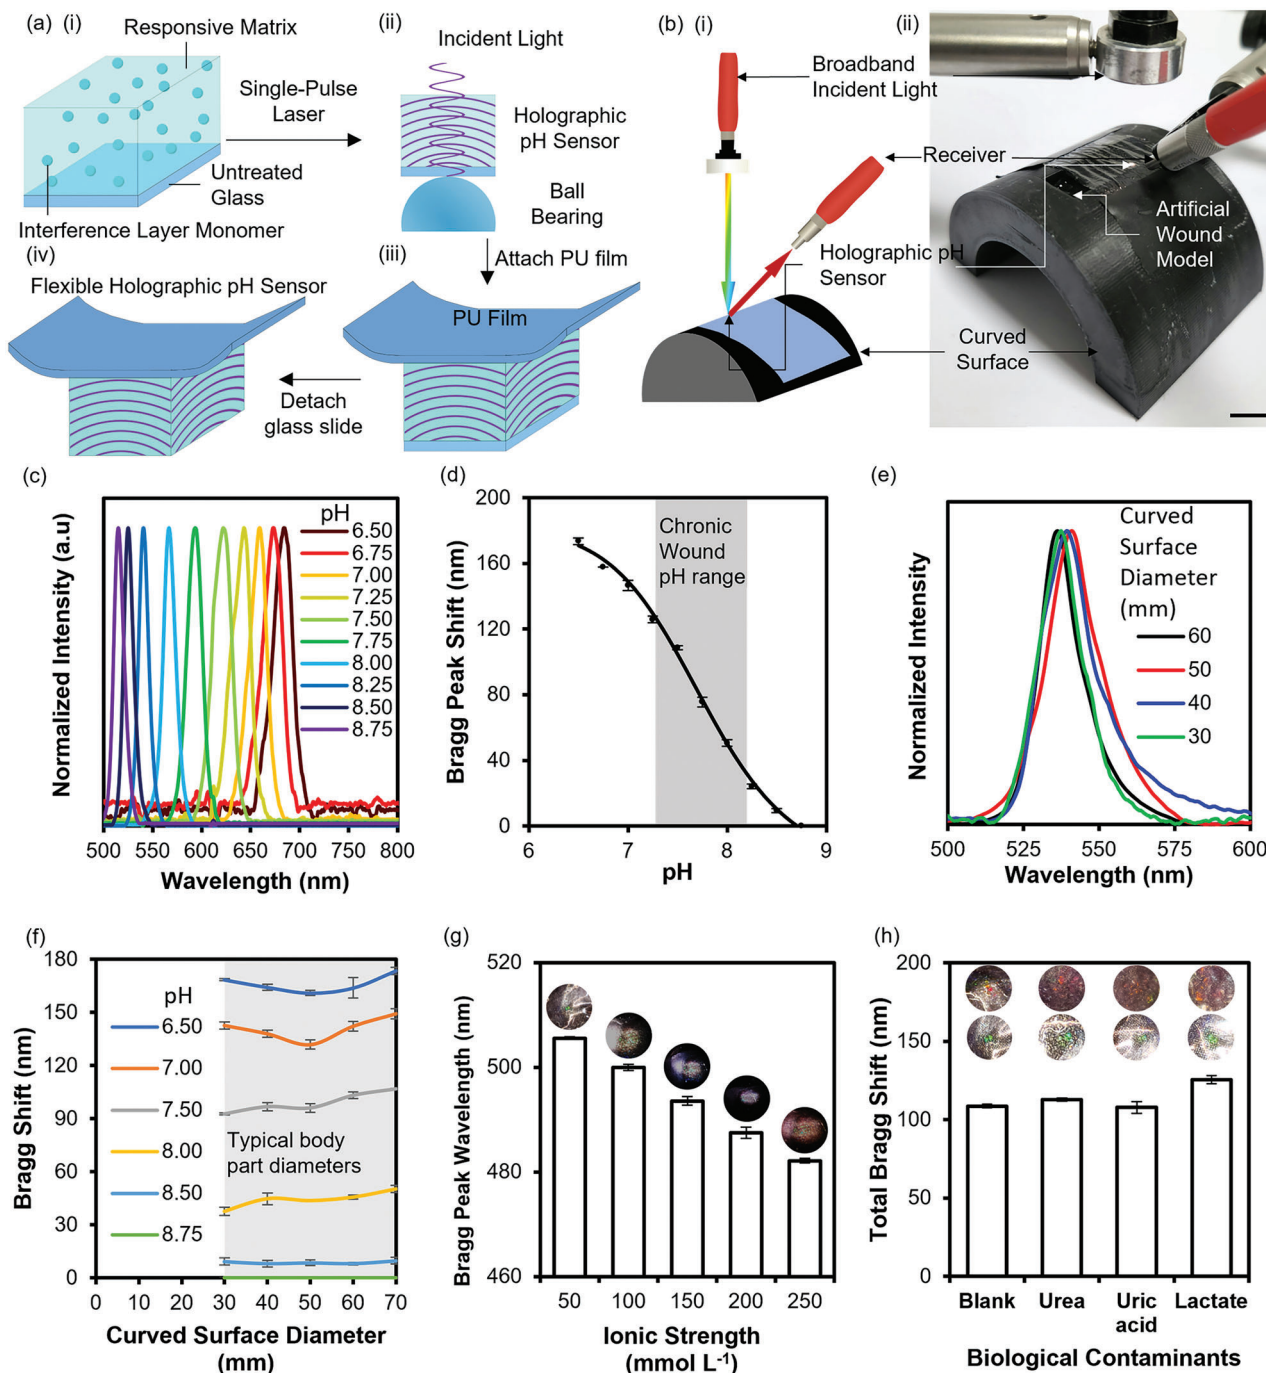 (a) (i)
Responsive Matrix
Single-Pulse
Laser
Untreated
Glass
Interference Layer Monomer
(ii)
Incident Light
Holographic
pH Sensor
Ball
Bearing
Attach PU film
(iii)
PU Film
Detach
glass slide
(iv)
Flexible Holographic pH Sensor
(b) (i)
Broadband
Incident Light
Receiver
Holographic pH
Sensor
Curved
Surface
(ii)
Artificial
Wound
Model
(c)
Normalized Intensity (a.u)
pH
6.50
6.75
7.00
7.25
7.50
7.75
8.00
8.25
8.50
8.75
500 550 600 650 700 750 800
Wavelength (nm)
(d)
Bragg Peak Shift (nm)
200
160
120
80
40
0
Chronic
Wound
pH range
6 7 8 9
pH
(e)
Normalized Intensity
Curved
Surface
Diameter
(mm)
60
50
40
30
500 525 550 575 600
Wavelength (nm)
(f)
Bragg Shift (nm)
180
150
120
90
60
30
0
pH
6.50
7.00
7.50
8.00
8.50
8.75
Typical body
part diameters
0 10 20 30 40 50 60 70
Curved Surface Diameter
(mm)
(g)
Bragg Peak Wavelength (nm)
520
500
480
460
50 100 150 200 250
Ionic Strength
(mmol L⁻¹)
(h)
Total Bragg Shift (nm)
200
150
100
50
0
Blank Urea Uric Lactate
acid
Biological Contaminants